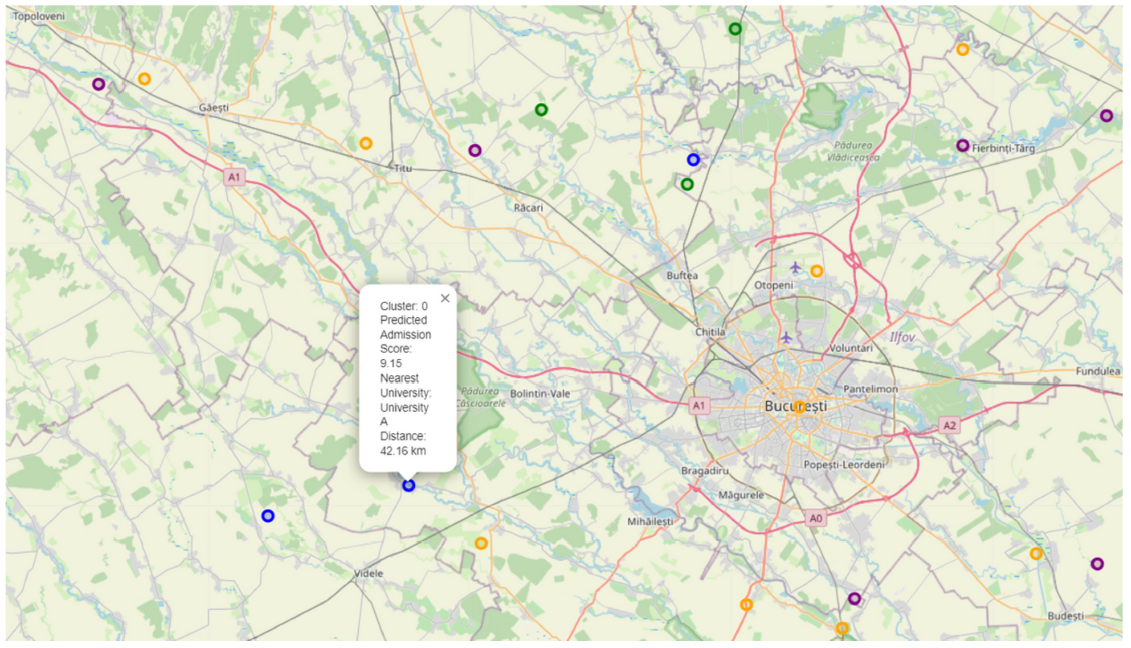 Topoloveni
Găești
A1
Titu
Răcari
Pădurea
Vlădiceasca
Fierbinți-Târg
Buftea
Otopeni
Chitila
Voluntari
Ilfov
Fundulea
Cluster: 0
Predicted
Admission
Score:
9.15
Nearest
University:
University
A
Distance:
42.16 km
Pădurea
Căscioarele
Bolintin-Vale
A1
București
Pantelimon
A2
Bragadiru
Popești-Leordeni
Măgurele
Mihăilești
A0
Videle
Budești